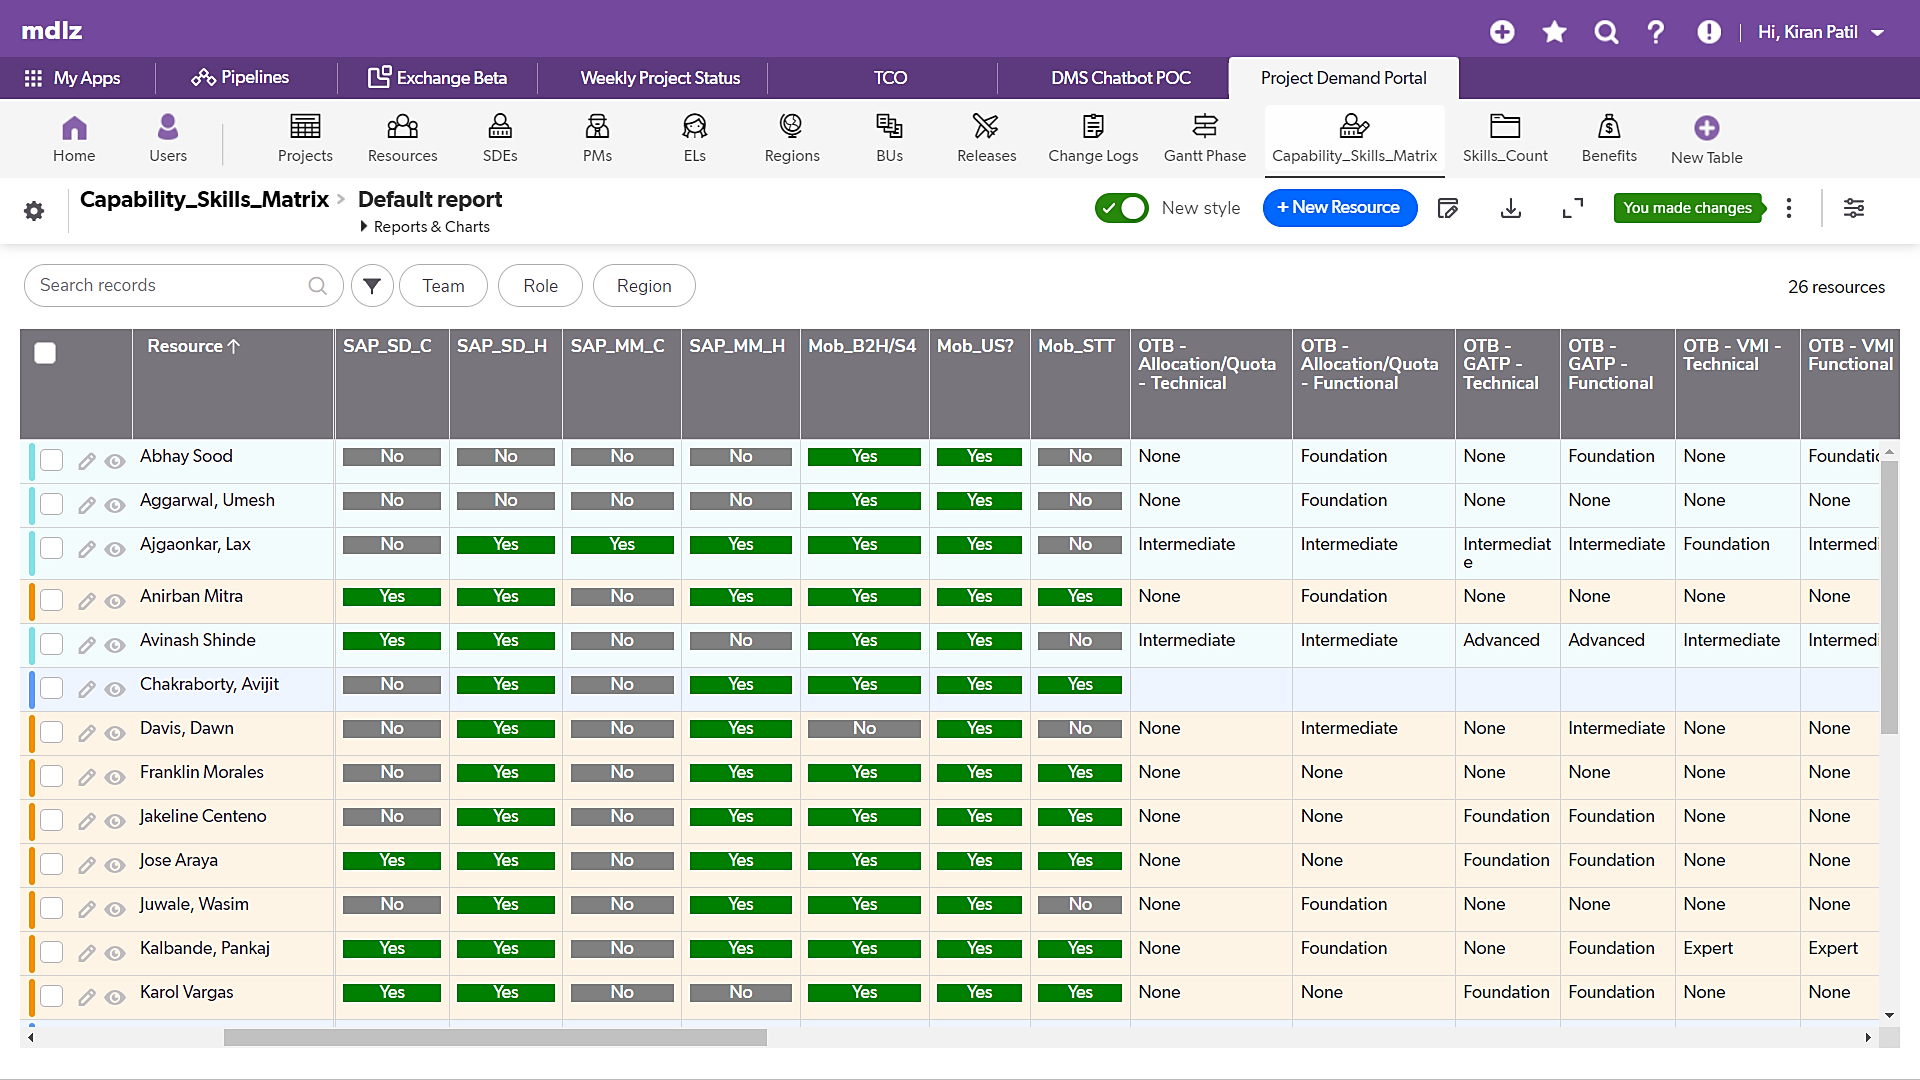 mdlz
Hi, Kiran Patil
My Apps
Pipelines
Exchange Beta
Weekly Project Status
TCO
DMS Chatbot POC
Project Demand Portal
Home
Users
Projects
Resources
SDEs
PMs
ELs
Regions
BUs
Releases
Change Logs
Gantt Phase
Capability_Skills_Matrix
Skills_Count
Benefits
New Table
Capability_Skills_Matrix > Default report
Reports & Charts
New style
+ New Resource
You made changes
Search records
Team
Role
Region
26 resources
Resource SAP_SD_C SAP_SD_H SAP_MM_C SAP_MM_H Mob_B2H/S4 Mob_US? Mob_STT
OTB - Allocation/Quota - Technical
OTB - Allocation/Quota - Functional
OTB - GATP - Technical
OTB - GATP - Functional
OTB - VMI - Technical
OTB - VMI Functional
Abhay Sood No No No No Yes Yes No None Foundation None Foundation None Foundatio
Aggarwal, Umesh No No No No Yes Yes No None Foundation None None None None
Ajgaonkar, Lax No Yes Yes Yes Yes Yes No Intermediate Intermediate Intermediate Intermediate Foundation Intermedi
Anirban Mitra Yes Yes No Yes Yes Yes Yes None Foundation None None None None
Avinash Shinde Yes Yes No No Yes Yes No Intermediate Intermediate Advanced Advanced Intermediate Intermedi
Chakraborty, Avijit No Yes No Yes Yes Yes Yes
Davis, Dawn No Yes No Yes No Yes No None Intermediate None Intermediate None None
Franklin Morales No Yes No Yes Yes Yes Yes None None None None None None
Jakeline Centeno No Yes No Yes Yes Yes Yes None None Foundation Foundation None None
Jose Araya Yes Yes No Yes Yes Yes Yes None None Foundation Foundation None None
Juwale, Wasim No Yes No Yes Yes Yes No None Foundation None None None None
Kalbande, Pankaj Yes Yes No Yes Yes Yes Yes None Foundation None Foundation Expert Expert
Karol Vargas Yes Yes No No Yes Yes Yes None None Foundation Foundation None None